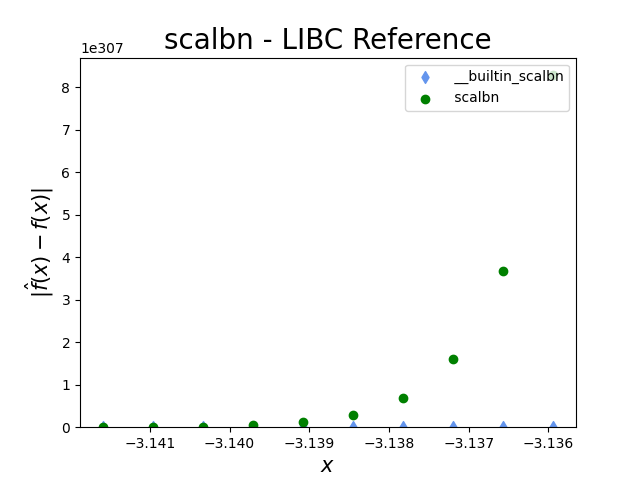 scalbn - LIBC Reference
1e307
__builtin_scalbn
scalbn
8
7
6
5
4
3
2
1
0
|f̂(x) − f(x)|
−3.141
−3.140
−3.139
−3.138
−3.137
−3.136
x